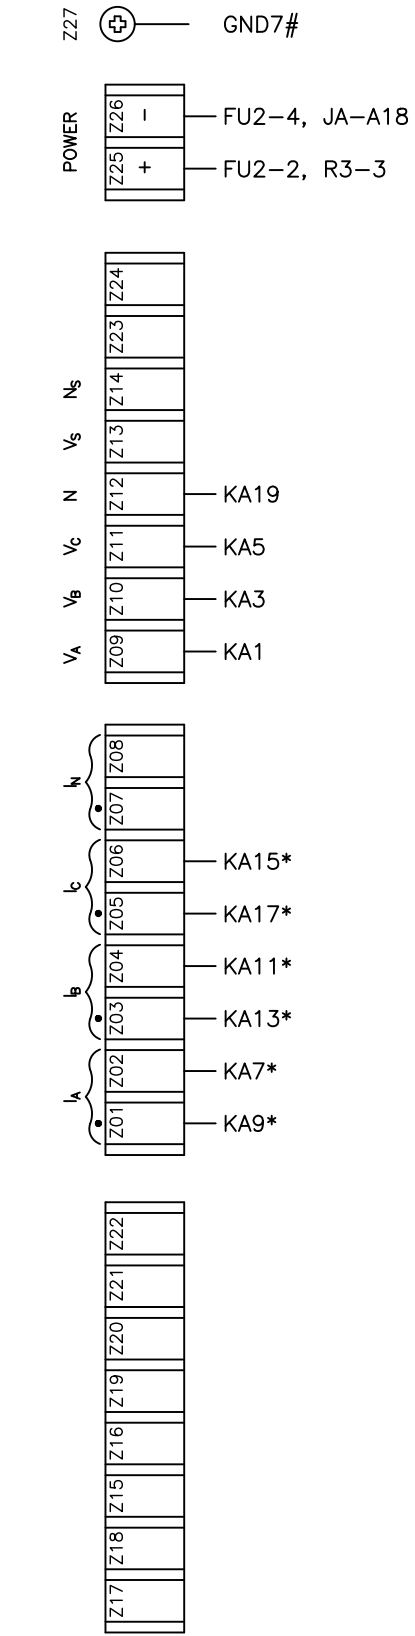 Z27 GND7#
POWER
Z26 - FU2-4, JA-A18
Z25 + FU2-2, R3-3
Z24
Z23
NS Z14
VS Z13
N Z12 KA19
VC Z11 KA5
VB Z10 KA3
VA Z09 KA1
IN
Z08
Z07
IC
Z06 KA15*
Z05 KA17*
IB
Z04 KA11*
Z03 KA13*
IA
Z02 KA7*
Z01 KA9*
Z22
Z21
Z20
Z19
Z16
Z15
Z18
Z17